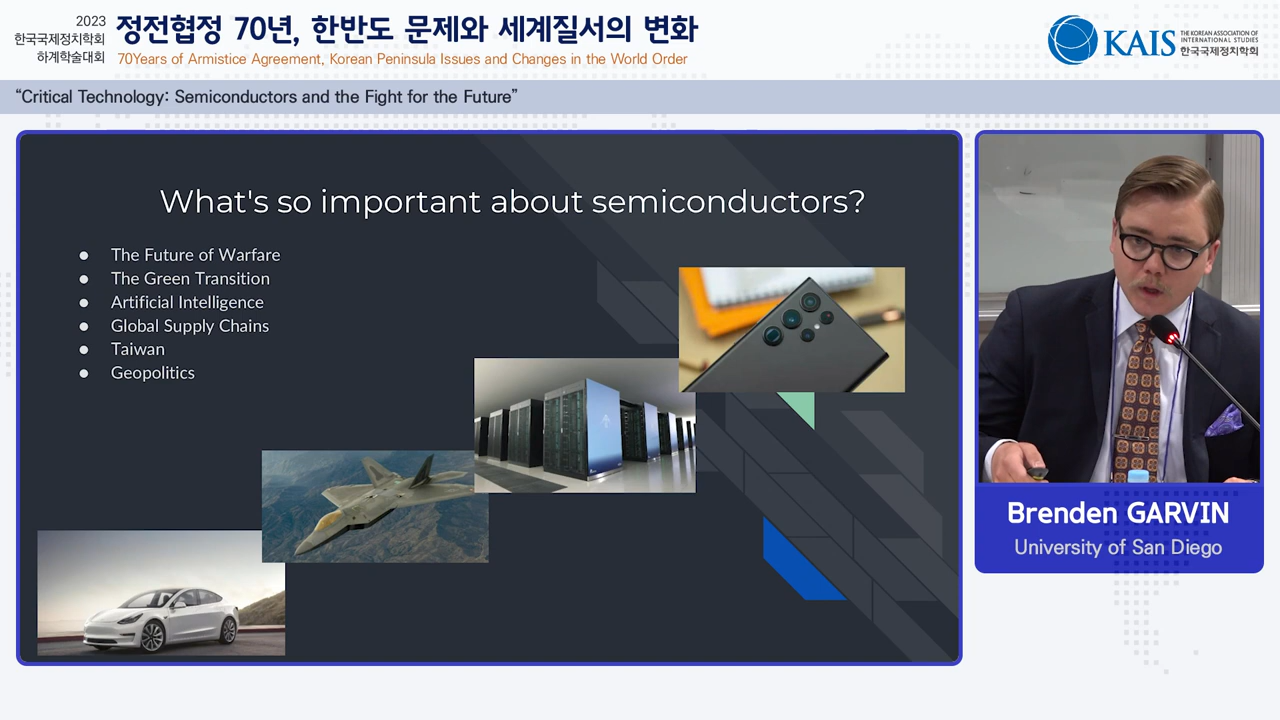 2023
한국국제정치학회
하계학술대회
정전협정 70년, 한반도 문제와 세계질서의 변화
70Years of Armistice Agreement, Korean Peninsula Issues and Changes in the World Order
KAIS
THE KOREAN ASSOCIATION OF
INTERNATIONAL STUDIES
한국국제정치학회
“Critical Technology: Semiconductors and the Fight for the Future”
What's so important about semiconductors?
● The Future of Warfare
● The Green Transition
● Artificial Intelligence
● Global Supply Chains
● Taiwan
● Geopolitics
Brenden GARVIN
University of San Diego